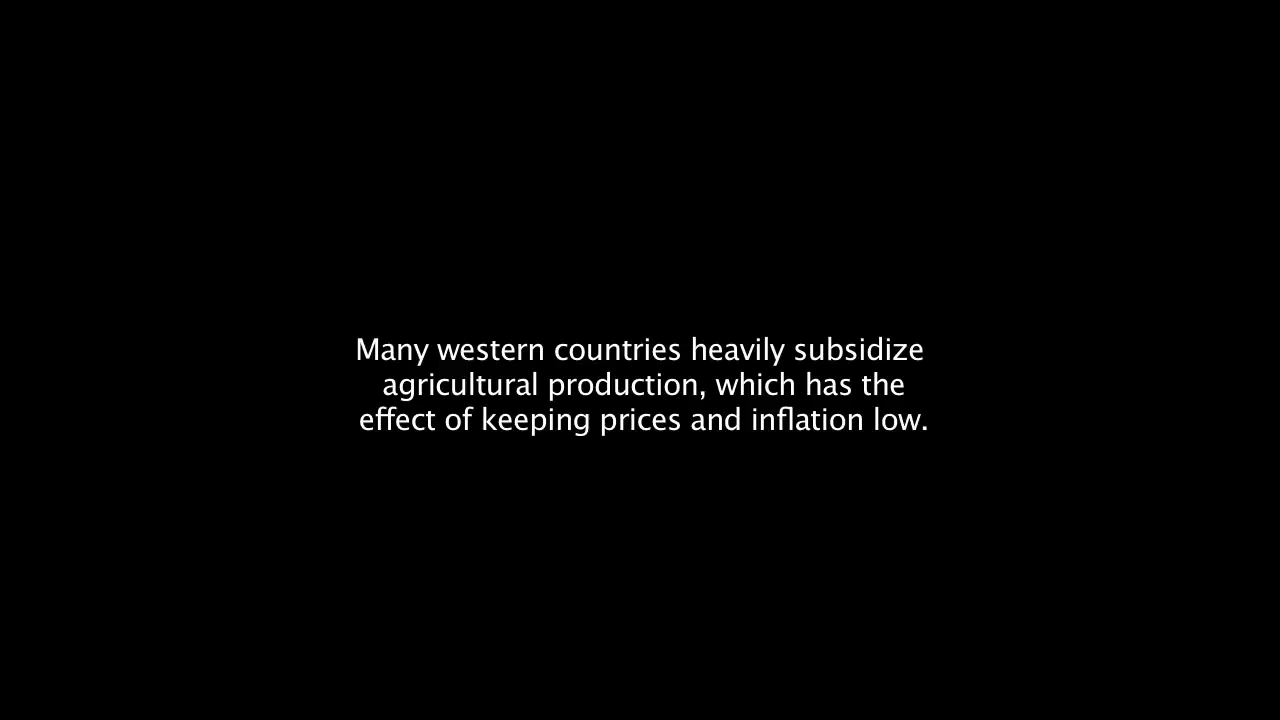 Many western countries heavily subsidize
agricultural production, which has the
effect of keeping prices and inflation low.